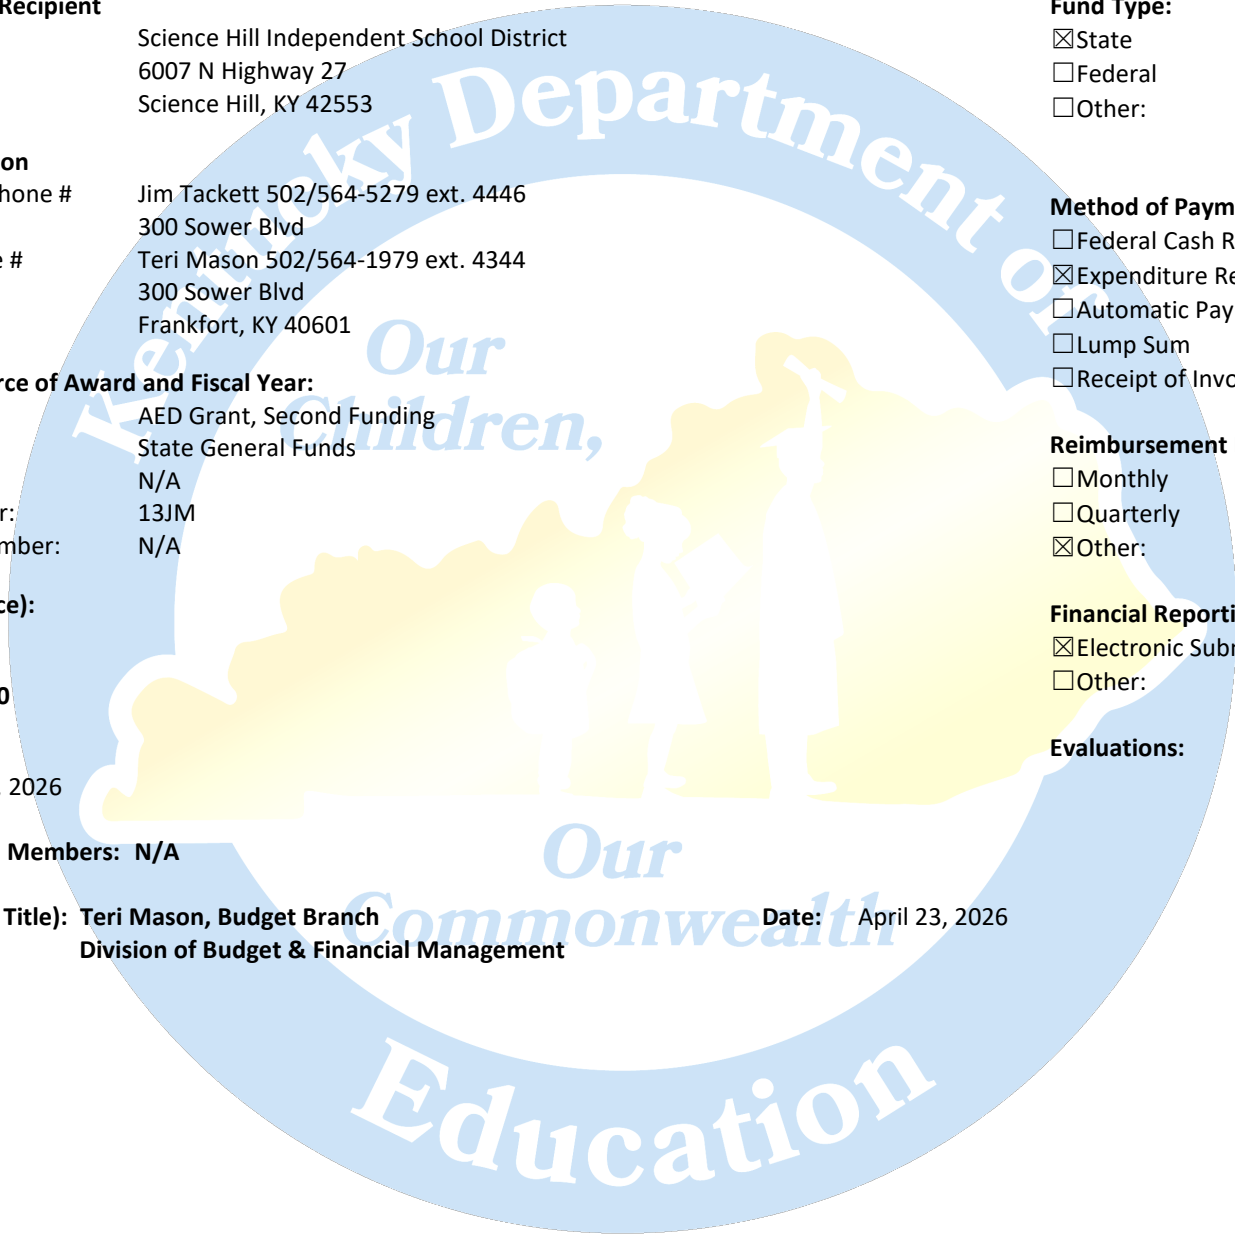 Recipient
Science Hill Independent School District
6007 N Highway 27
Science Hill, KY 42553
on
hone #
Jim Tackett 502/564-5279 ext. 4446
300 Sower Blvd
e #
Teri Mason 502/564-1979 ext. 4344
300 Sower Blvd
Frankfort, KY 40601
rce of Award and Fiscal Year:
AED Grant, Second Funding
State General Funds
N/A
r:
13JM
mber:
N/A
ce):
0
, 2026
Members: N/A
Title): Teri Mason, Budget Branch
Division of Budget & Financial Management
Date: April 23, 2026
Fund Type:
☒State
☐Federal
☐Other:
Method of Paym
☐Federal Cash R
☒Expenditure Re
☐Automatic Pay
☐Lump Sum
☐Receipt of Invo
Reimbursement
☐Monthly
☐Quarterly
☒Other:
Financial Reporti
☒Electronic Subr
☐Other:
Evaluations:
Kentucky Department of
Education
Our
Children,
Our
Commonwealth